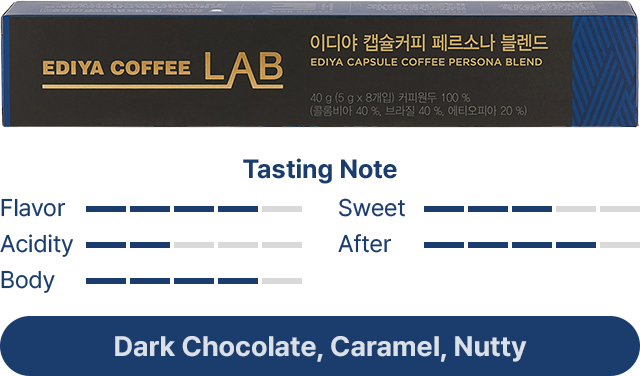 EDIYA COFFEE LAB
이디야 캡슐커피 페르소나 블렌드
EDIYA CAPSULE COFFEE PERSONA BLEND
40 g (5 g x 8개입) 커피원두 100 %
(콜롬비아 40 %, 브라질 40 %, 에티오피아 20 %)
Tasting Note
Flavor
Sweet
Acidity
After
Body
Dark Chocolate, Caramel, Nutty